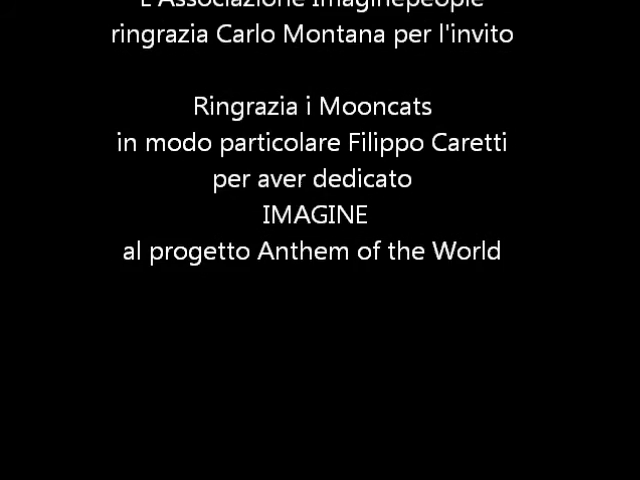 L'Associazione Imaginepeople
ringrazia Carlo Montana per l'invito
Ringrazia i Mooncats
in modo particolare Filippo Caretti
per aver dedicato
IMAGINE
al progetto Anthem of the World